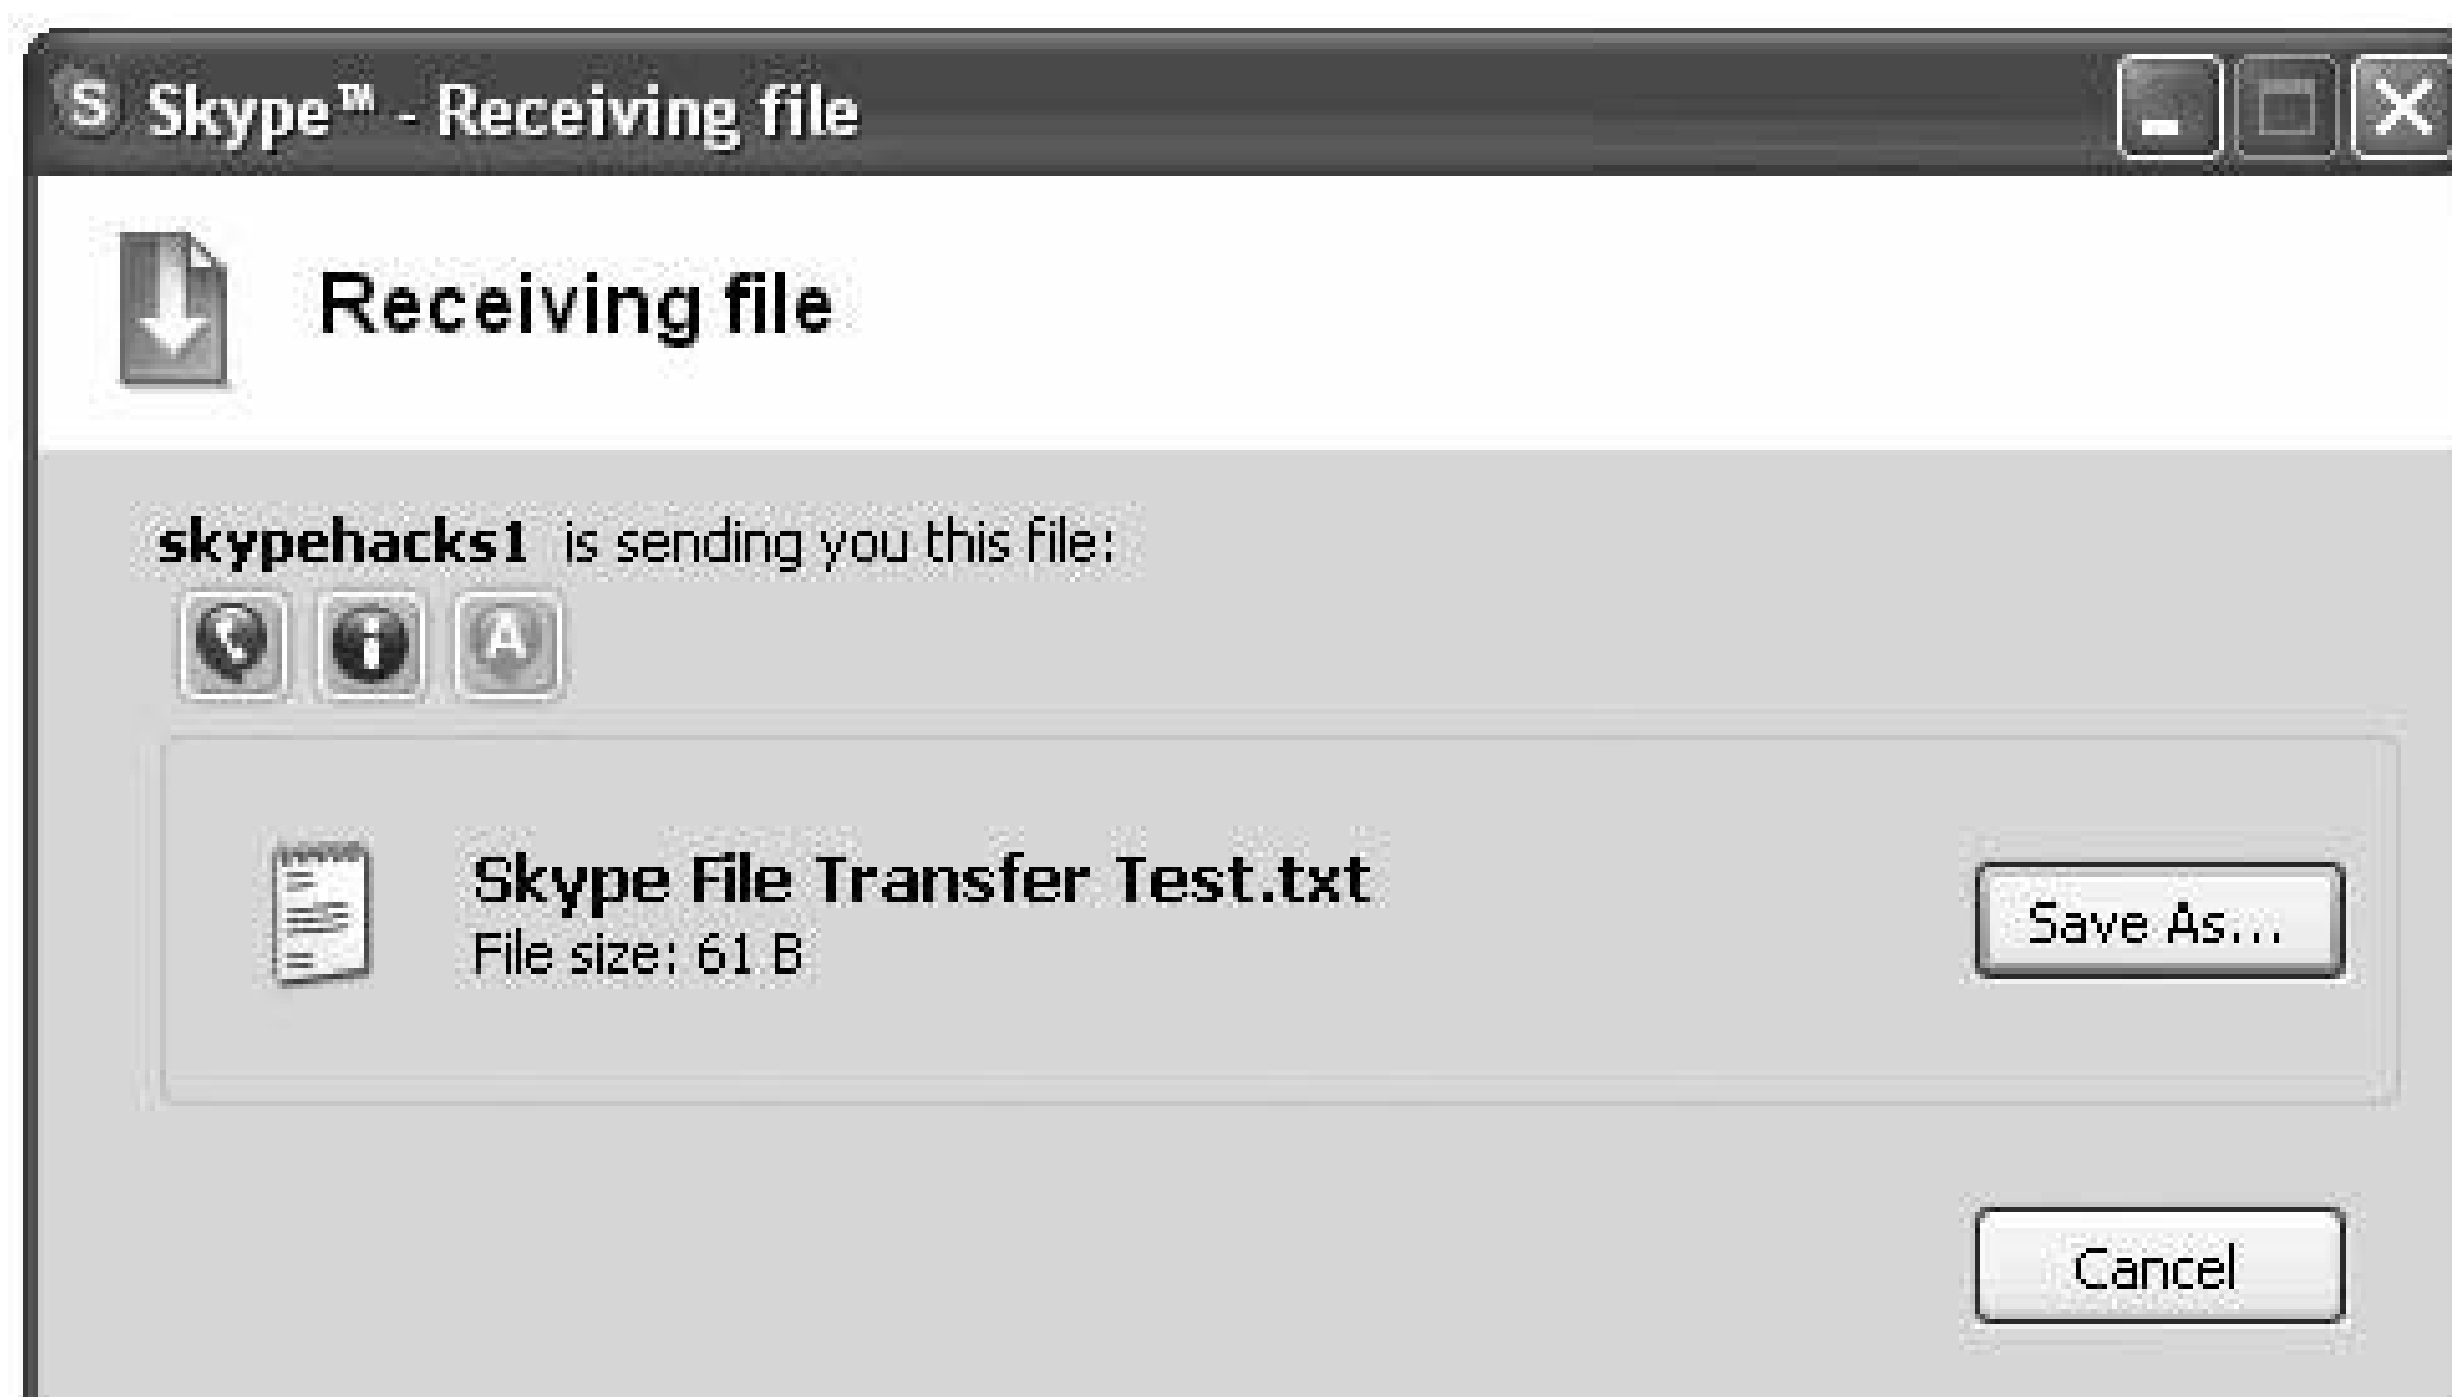 S Skype™ - Receiving file
Receiving file
skypehacks1 is sending you this file:
A
Skype File Transfer Test.txt
File size: 61 B
Save As...
Cancel